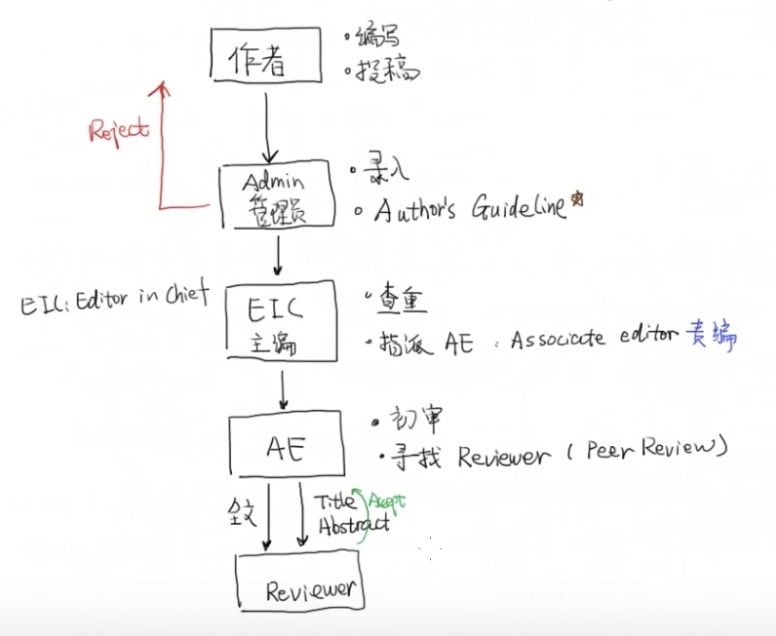 作者
•编写
•投稿
Reject
Admin
管理员
•录入
•Author's Guideline
EIC: Editor in Chief
EIC
主编
•查重
•指派 AE : Associate editor 责编
AE
•初审
•寻找 Reviewer (Peer Review)
全文
Title
Abstract
Accept
Reviewer